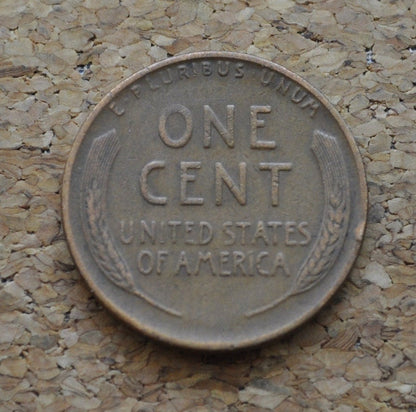 E·PLURIBUS·UNUM
ONE
CENT
UNITED STATES
OF AMERICA